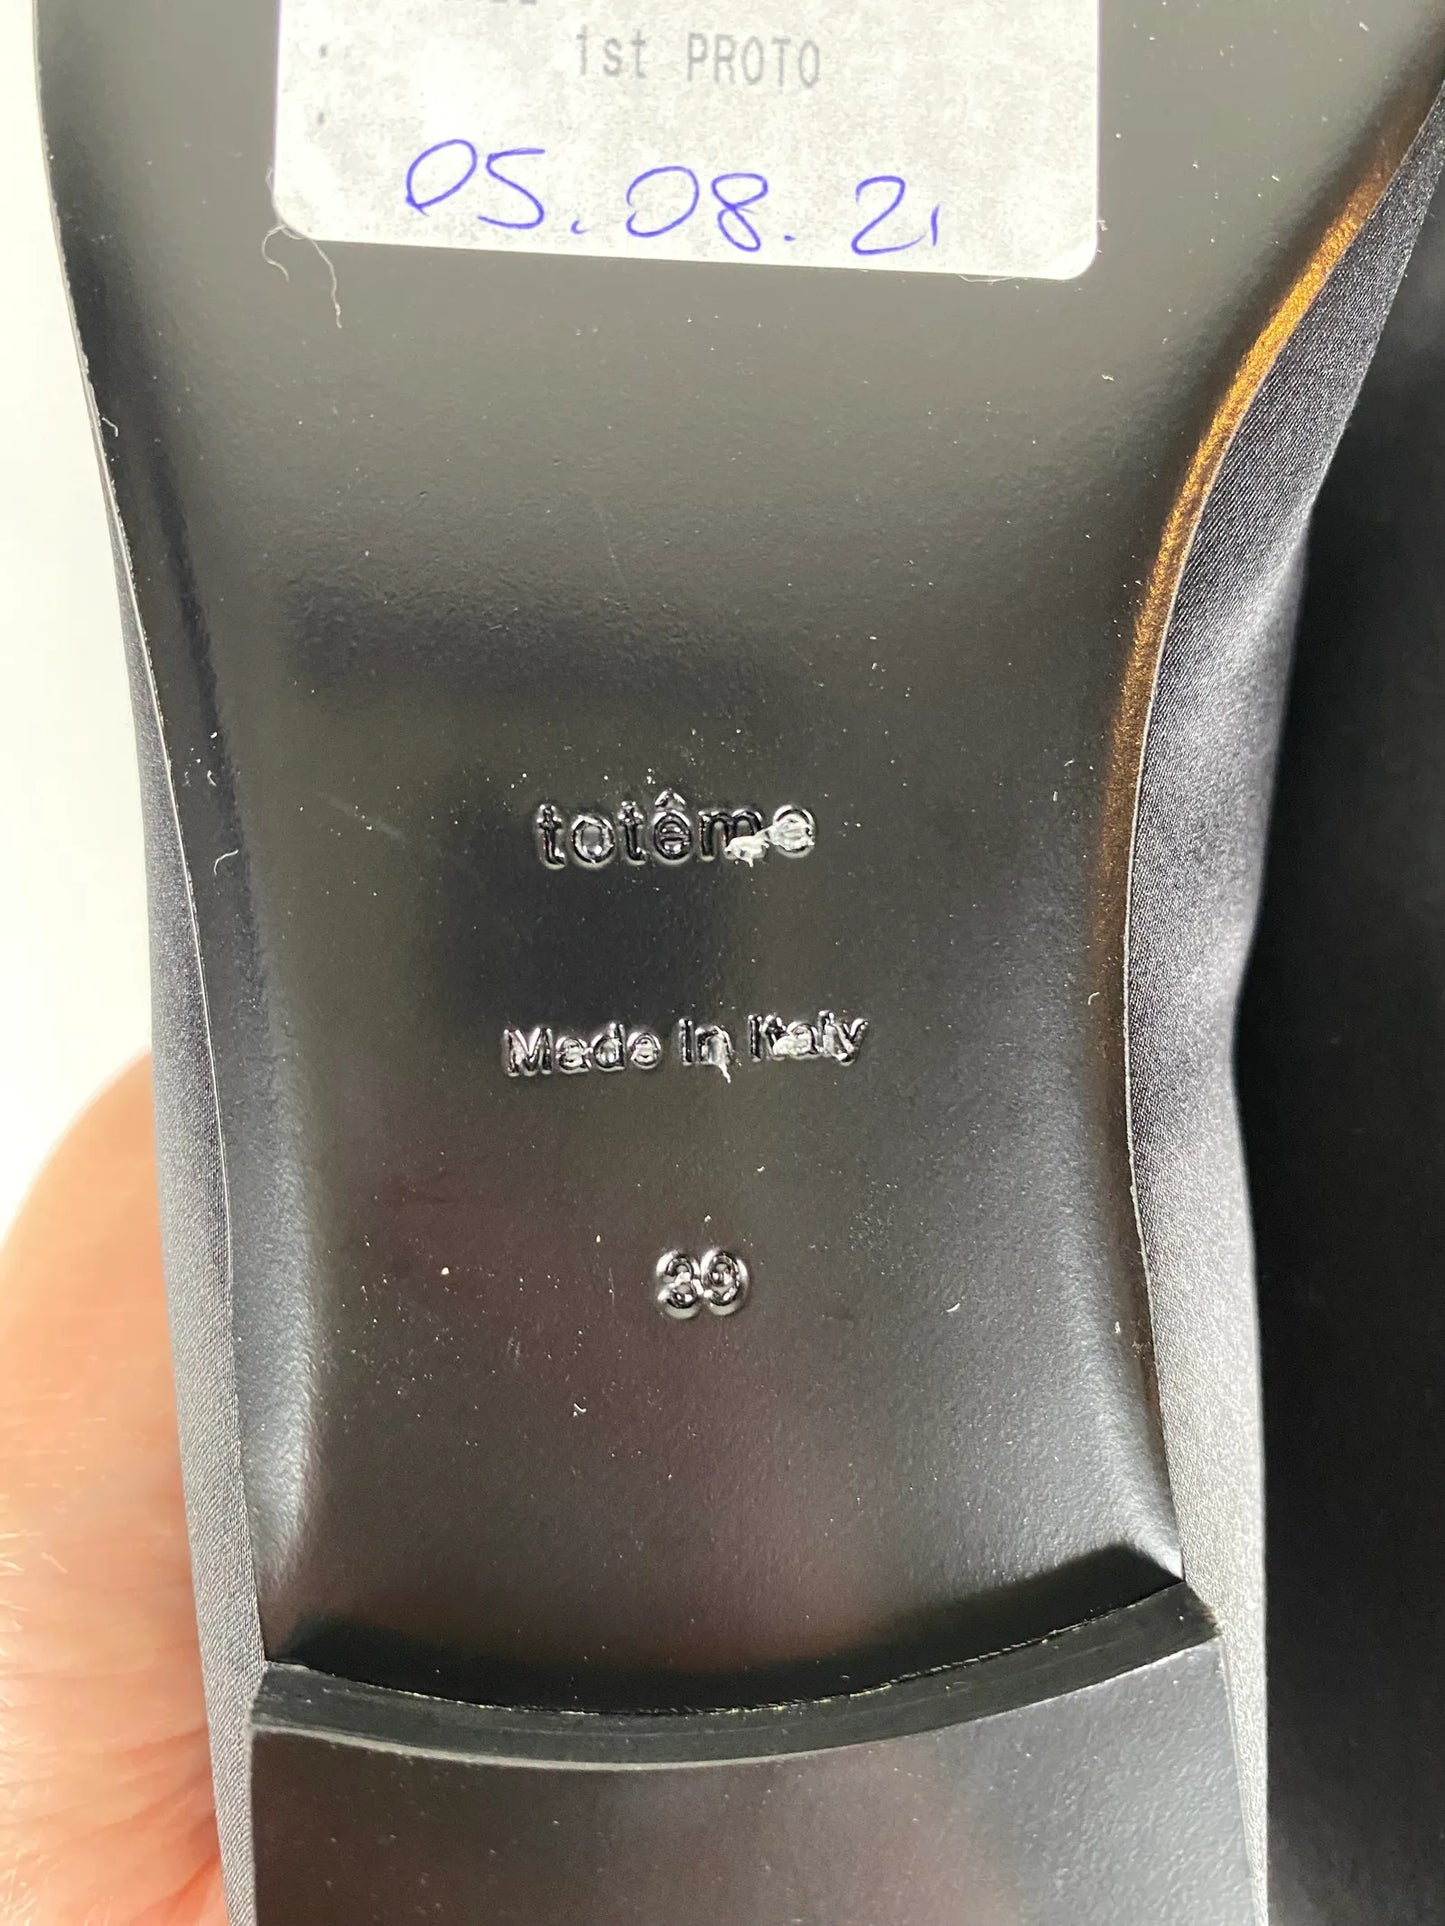 1st PROTO
05.08.21
totême
Made In Italy
39